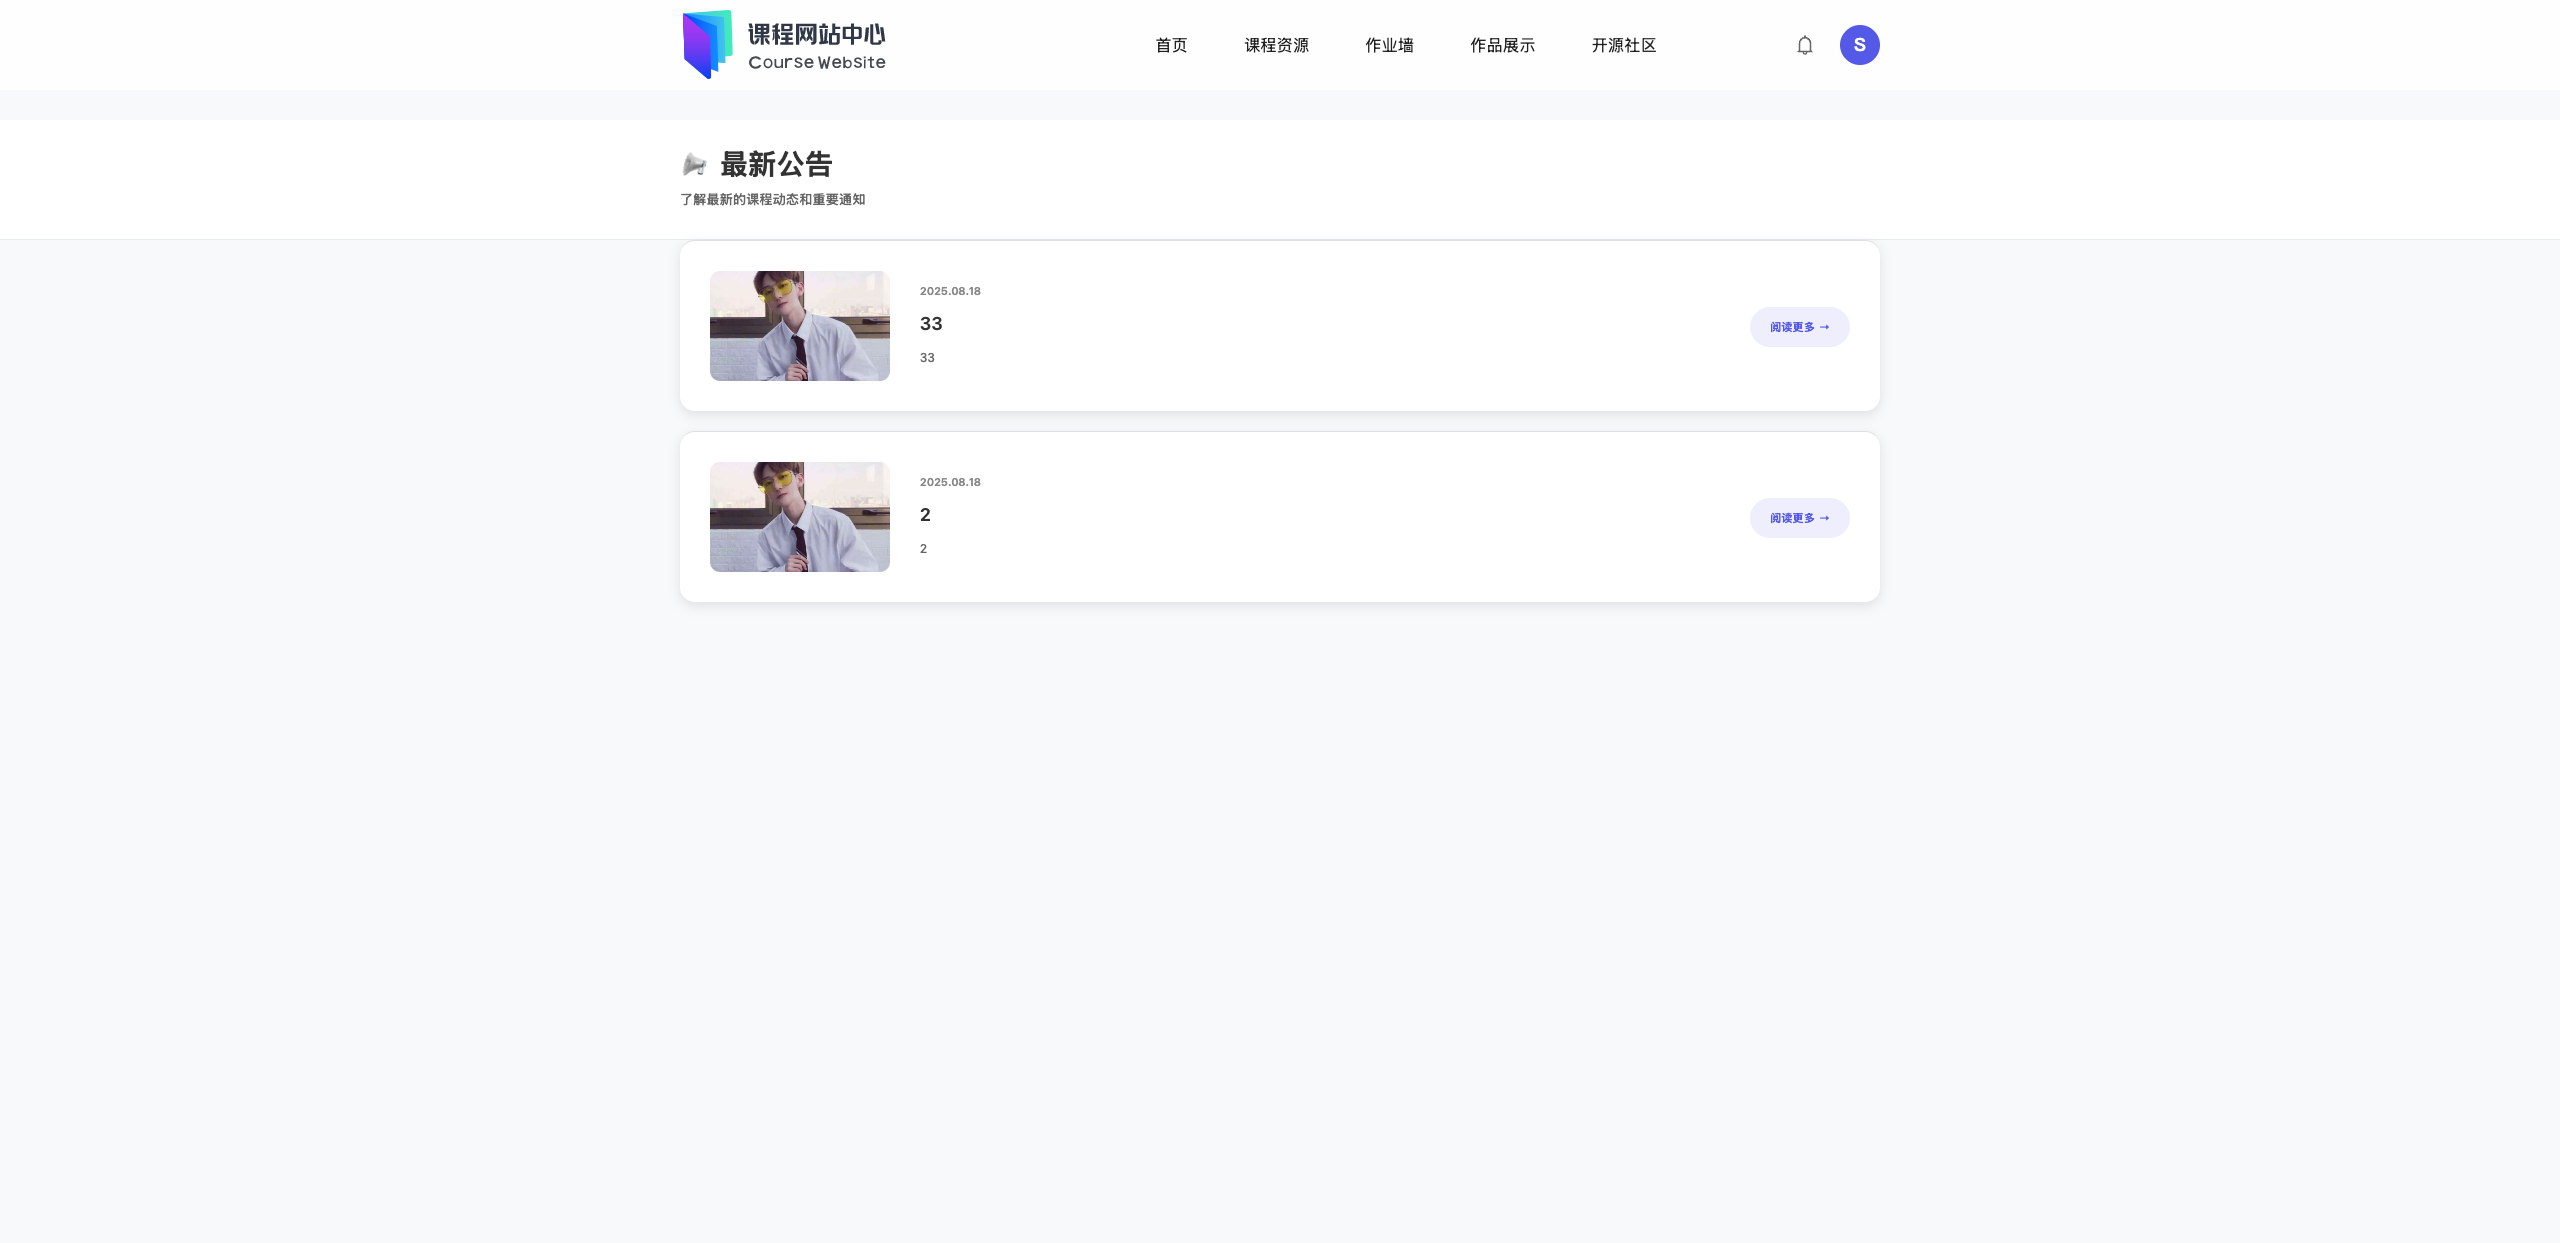 课程网站中心
Course Website
首页 课程资源 作业墙 作品展示 开源社区
S
最新公告
了解最新的课程动态和重要通知
2025.08.18
33
33
阅读更多 →
2025.08.18
2
2
阅读更多 →